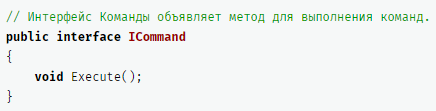 // Интерфейс Команды объявляет метод для выполнения команд.
public interface ICommand
{
    void Execute();
}